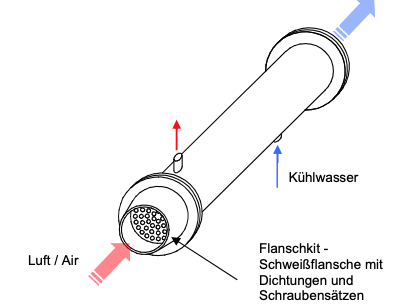 Kühlwasser
Luft / Air
Flanschkit -
Schweißflansche mit
Dichtungen und
Schraubensätzen